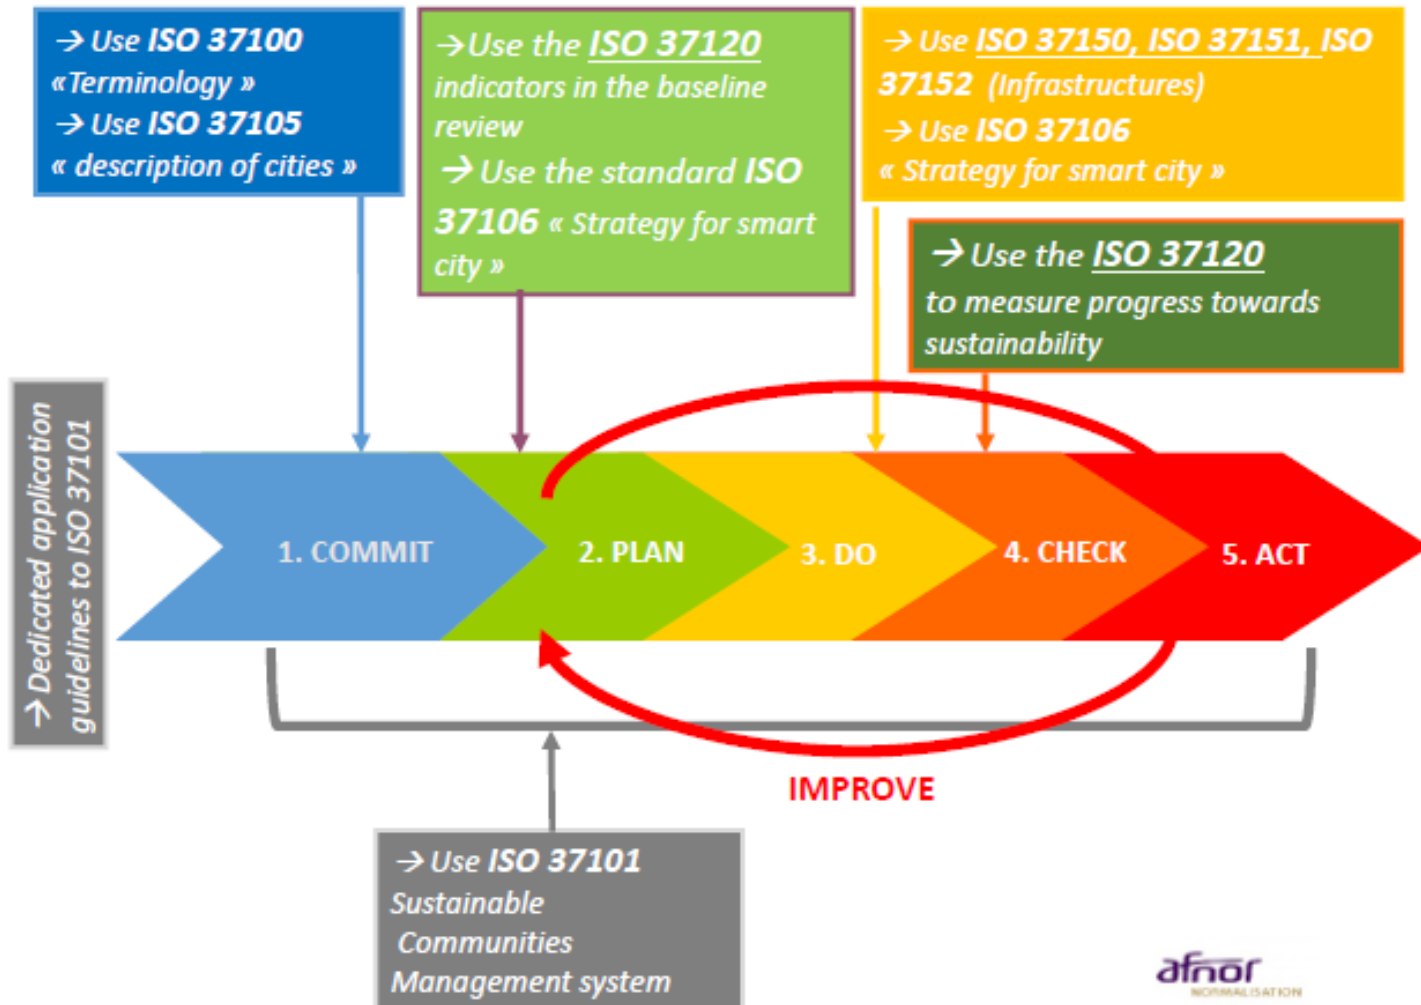 → Use ISO 37100
«Terminology »
→ Use ISO 37105
« description of cities »
→Use the ISO 37120
indicators in the baseline
review
→ Use the standard ISO
37106 « Strategy for smart
city »
→ Use ISO 37150, ISO 37151, ISO
37152 (Infrastructures)
→ Use ISO 37106
« Strategy for smart city »
→ Use the ISO 37120
to measure progress towards
sustainability
→ Dedicated application
guidelines to ISO 37101
1. COMMIT
2. PLAN
3. DO
4. CHECK
5. ACT
IMPROVE
→ Use ISO 37101
Sustainable
Communities
Management system
afnor
NORMALISATION